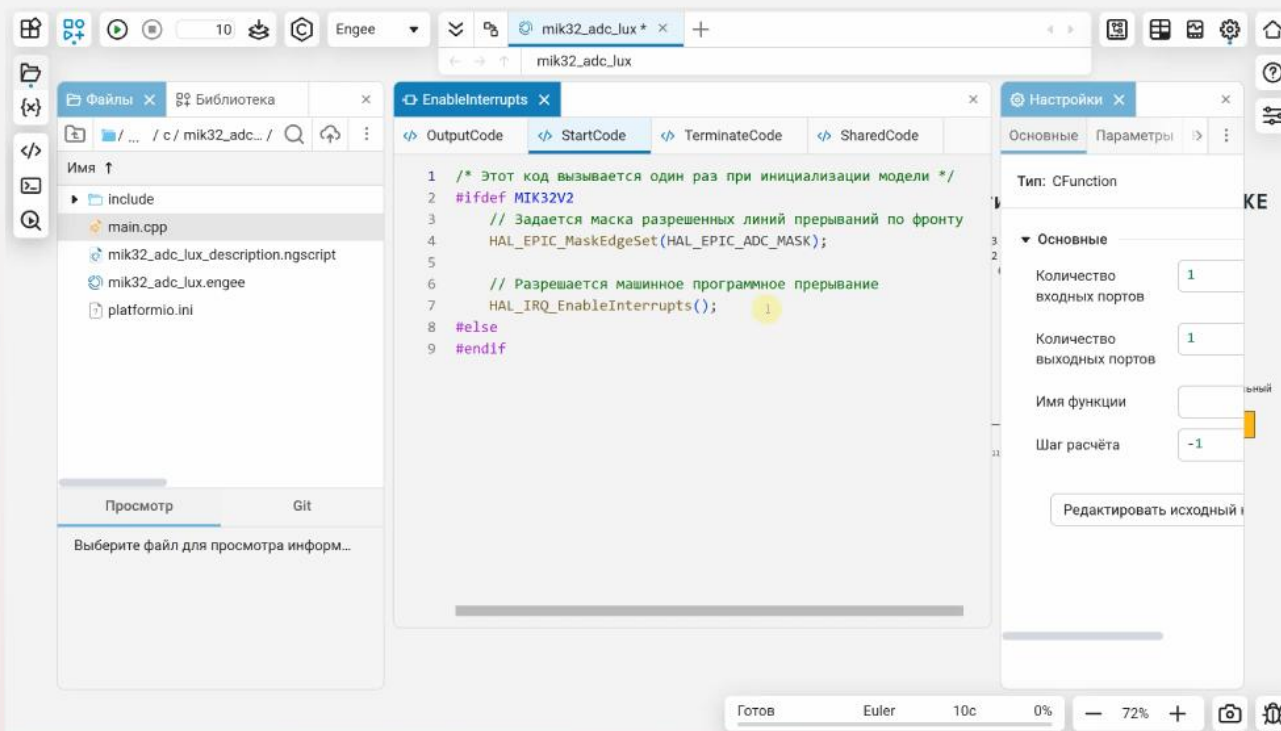 10
Engee
mik32_adc_lux *
mik32_adc_lux
Файлы
Библиотека
/ ... / c / mik32_adc... /
Имя ↑
include
main.cpp
mik32_adc_lux_description.ngscript
mik32_adc_lux.engee
platformio.ini
Просмотр
Git
Выберите файл для просмотра информ...
EnableInterrupts
OutputCode
StartCode
TerminateCode
SharedCode
1 /* Этот код вызывается один раз при инициализации модели */
2 #ifdef MIK32V2
3 // Задается маска разрешенных линий прерываний по фронту
4 HAL_EPIC_MaskEdgeSet(HAL_EPIC_ADC_MASK);
5
6 // Разрешается машинное программное прерывание
7 HAL_IRQ_EnableInterrupts();
8 #else
9 #endif
Настройки
Основные
Параметры
Тип: CFunction
Основные
Количество
входных портов
1
Количество
выходных портов
1
Имя функции
Шаг расчёта
-1
Редактировать исходный
КЕ
льный
Готов
Euler
10с
0%
72%